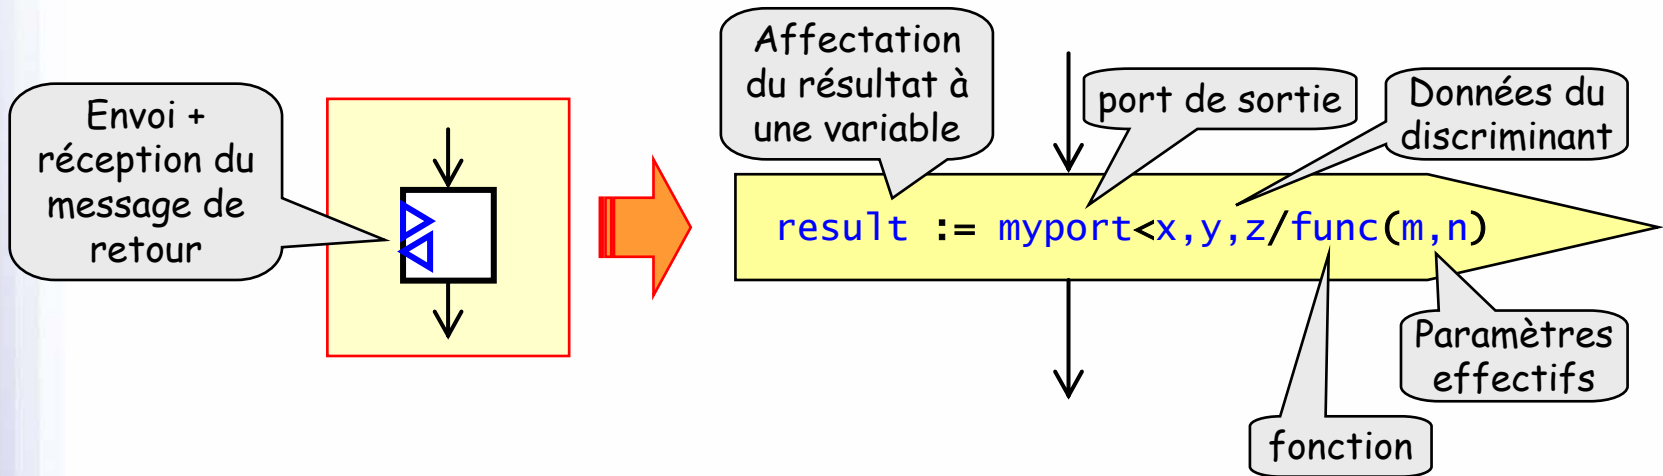 Envoi +
réception du
message de
retour
Affectation
du résultat à
une variable
port de sortie
Données du
discriminant
result := myport<x,y,z/func(m,n)
Paramètres
effectifs
fonction